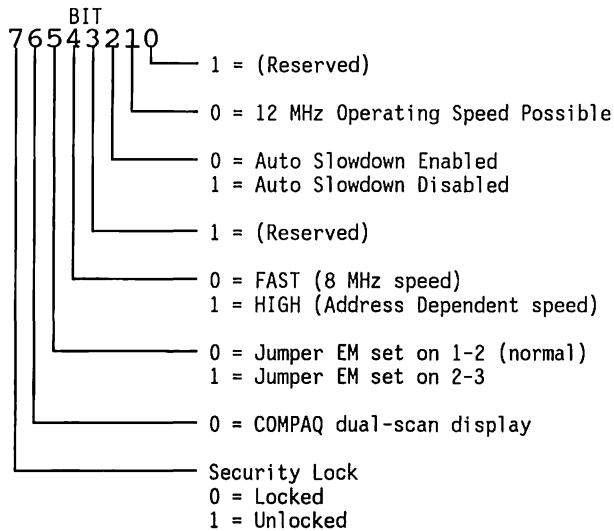 BIT
76543210
1 = (Reserved)
0 = 12 MHz Operating Speed Possible
0 = Auto Slowdown Enabled
1 = Auto Slowdown Disabled
1 = (Reserved)
0 = FAST (8 MHz speed)
1 = HIGH (Address Dependent speed)
0 = Jumper EM set on 1-2 (normal)
1 = Jumper EM set on 2-3
0 = COMPAQ dual-scan display
Security Lock
0 = Locked
1 = Unlocked